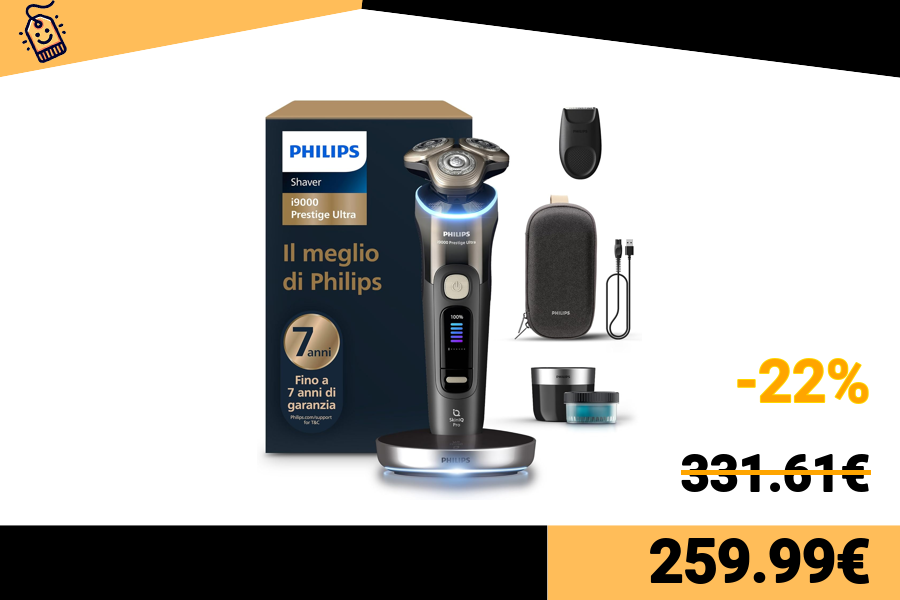 PHILIPS
Shaver
i9000
Prestige Ultra
Il meglio
di Philips
7 anni
Fino a
7 anni di
garanzia
Philips.com/support
for T&C
PHILIPS
i9000 Prestige Ultra
100%
SkinIQ
Pro
PHILIPS
PHILIPS
-22%
331.61€
259.99€